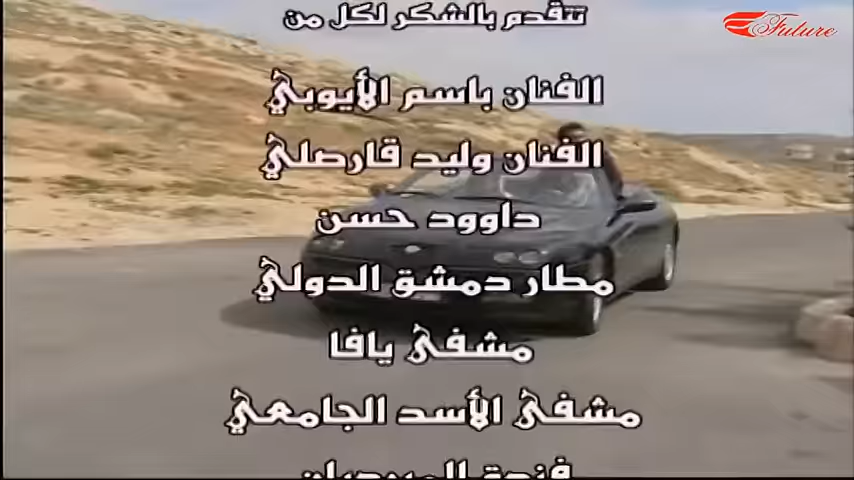 تتقدم بالشكر لكل من
Future
الفنان باسم الأيوبي
الفنان وليد قارصلي
داوود حسن
مطار دمشق الدولي
مشفى يافا
مشفى الأسد الجامعي
فندق